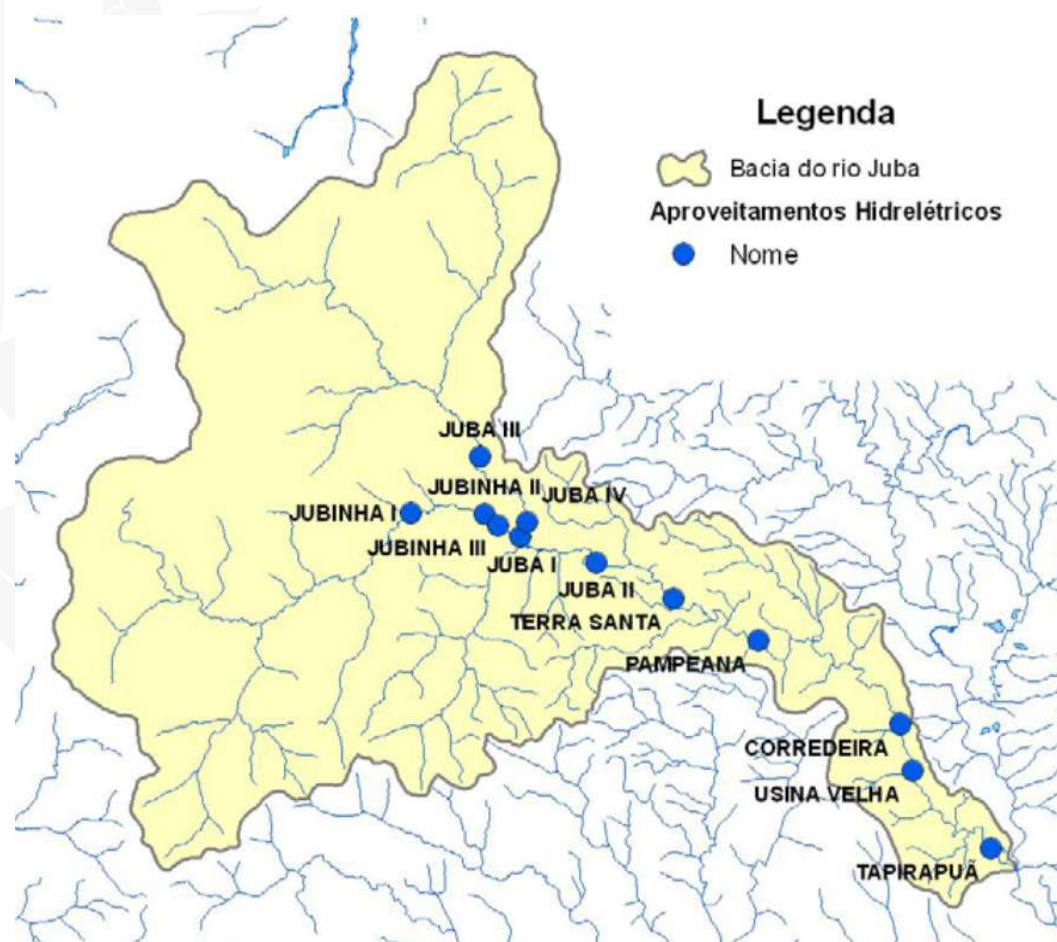 Legenda
Bacia do rio Juba
Aproveitamentos Hidrelétricos
Nome
JUBA III
JUBINHA II
JUBA IV
JUBINHA I
JUBINHA III
JUBA I
JUBA II
TERRA SANTA
PAMPEANA
CORREDEIRA
USINA VELHA
TAPIRAPUÃ